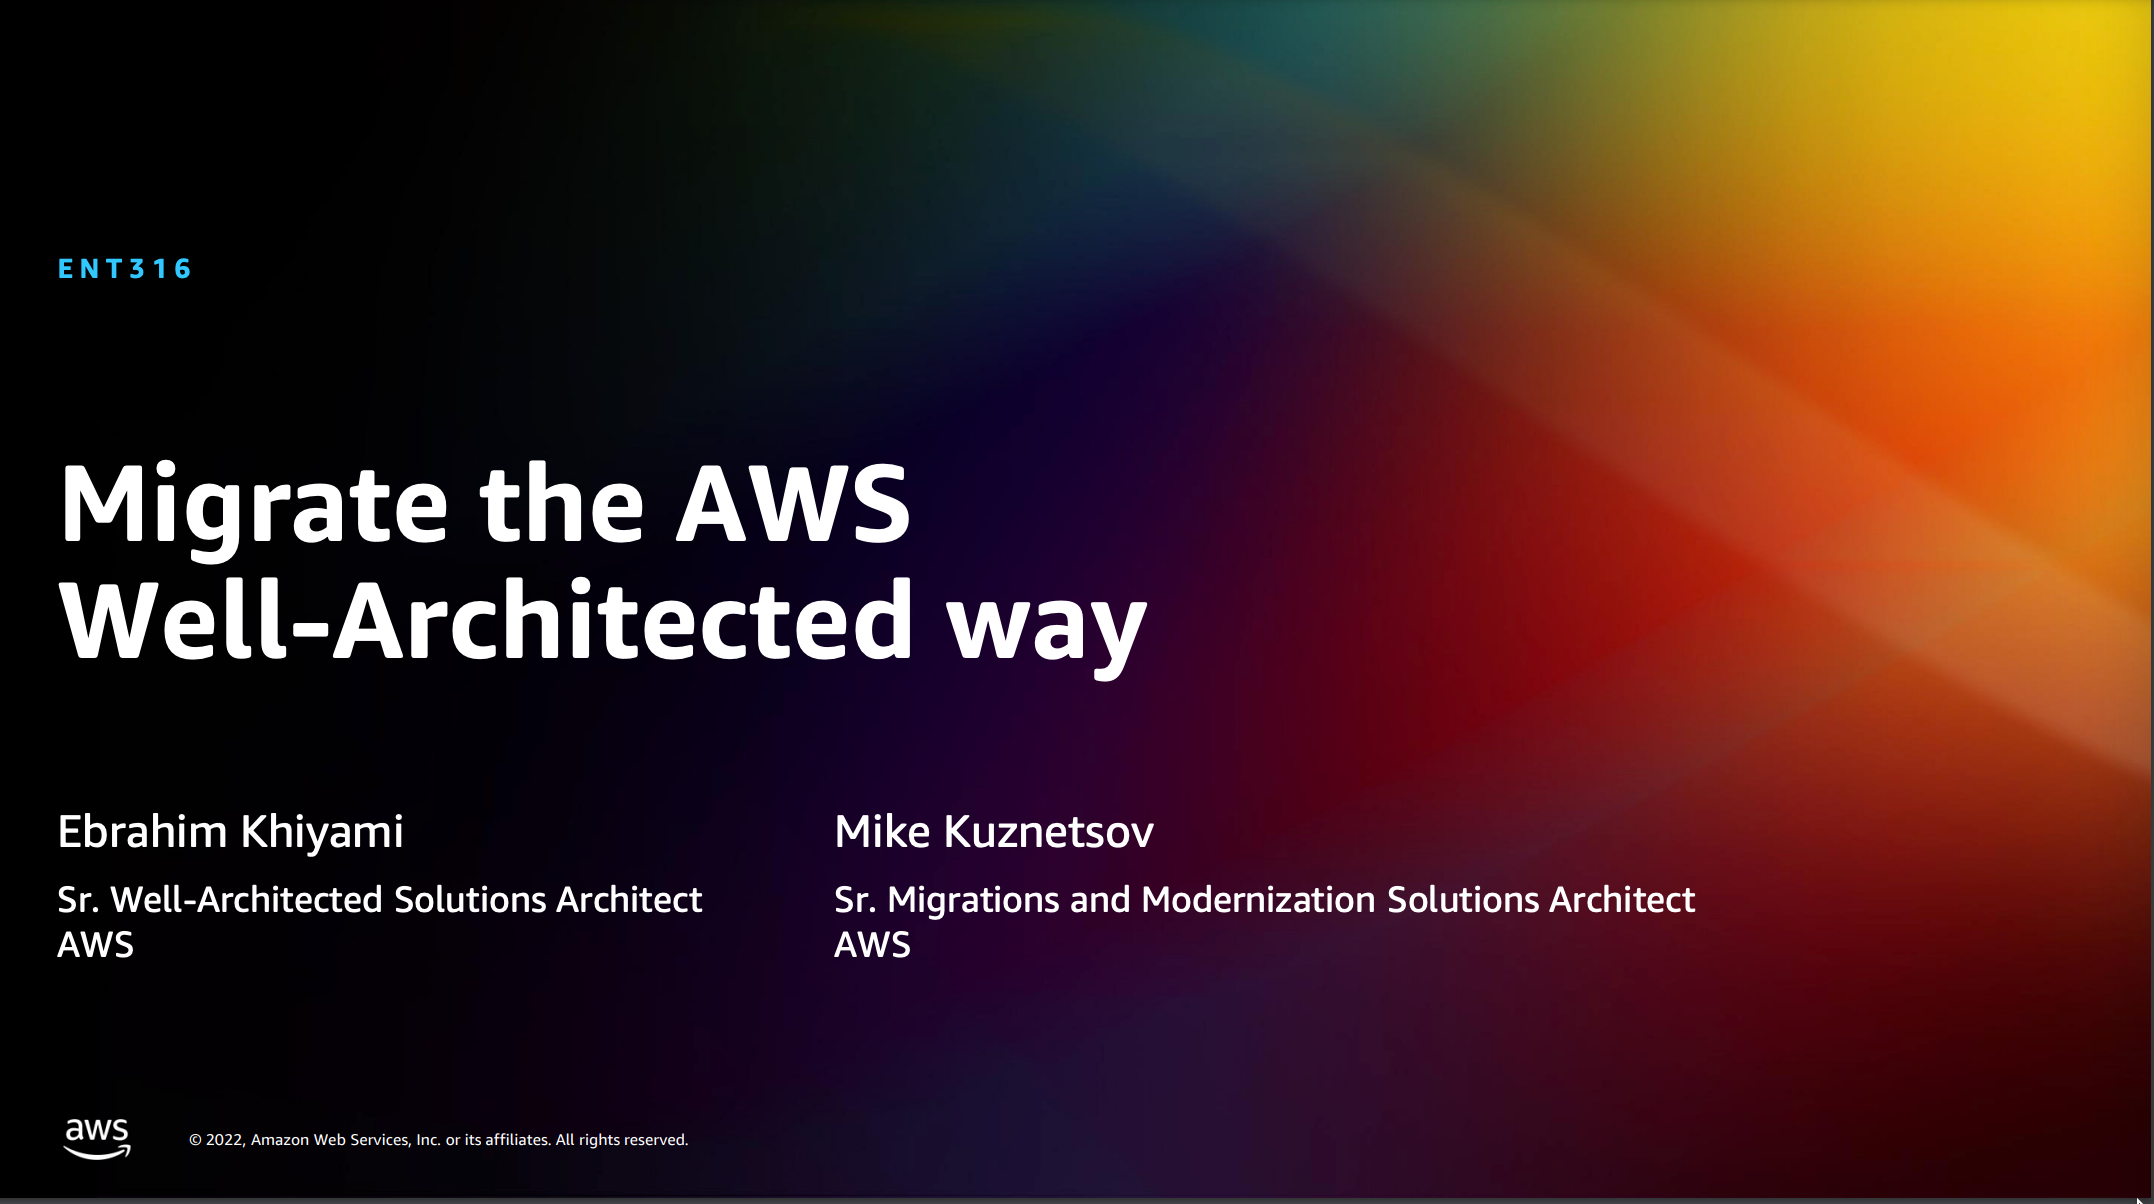 ENT316
Migrate the AWS
Well-Architected way
Ebrahim Khiyami
Sr. Well-Architected Solutions Architect
AWS
Mike Kuznetsov
Sr. Migrations and Modernization Solutions Architect
AWS
aws
© 2022, Amazon Web Services, Inc. or its affiliates. All rights reserved.